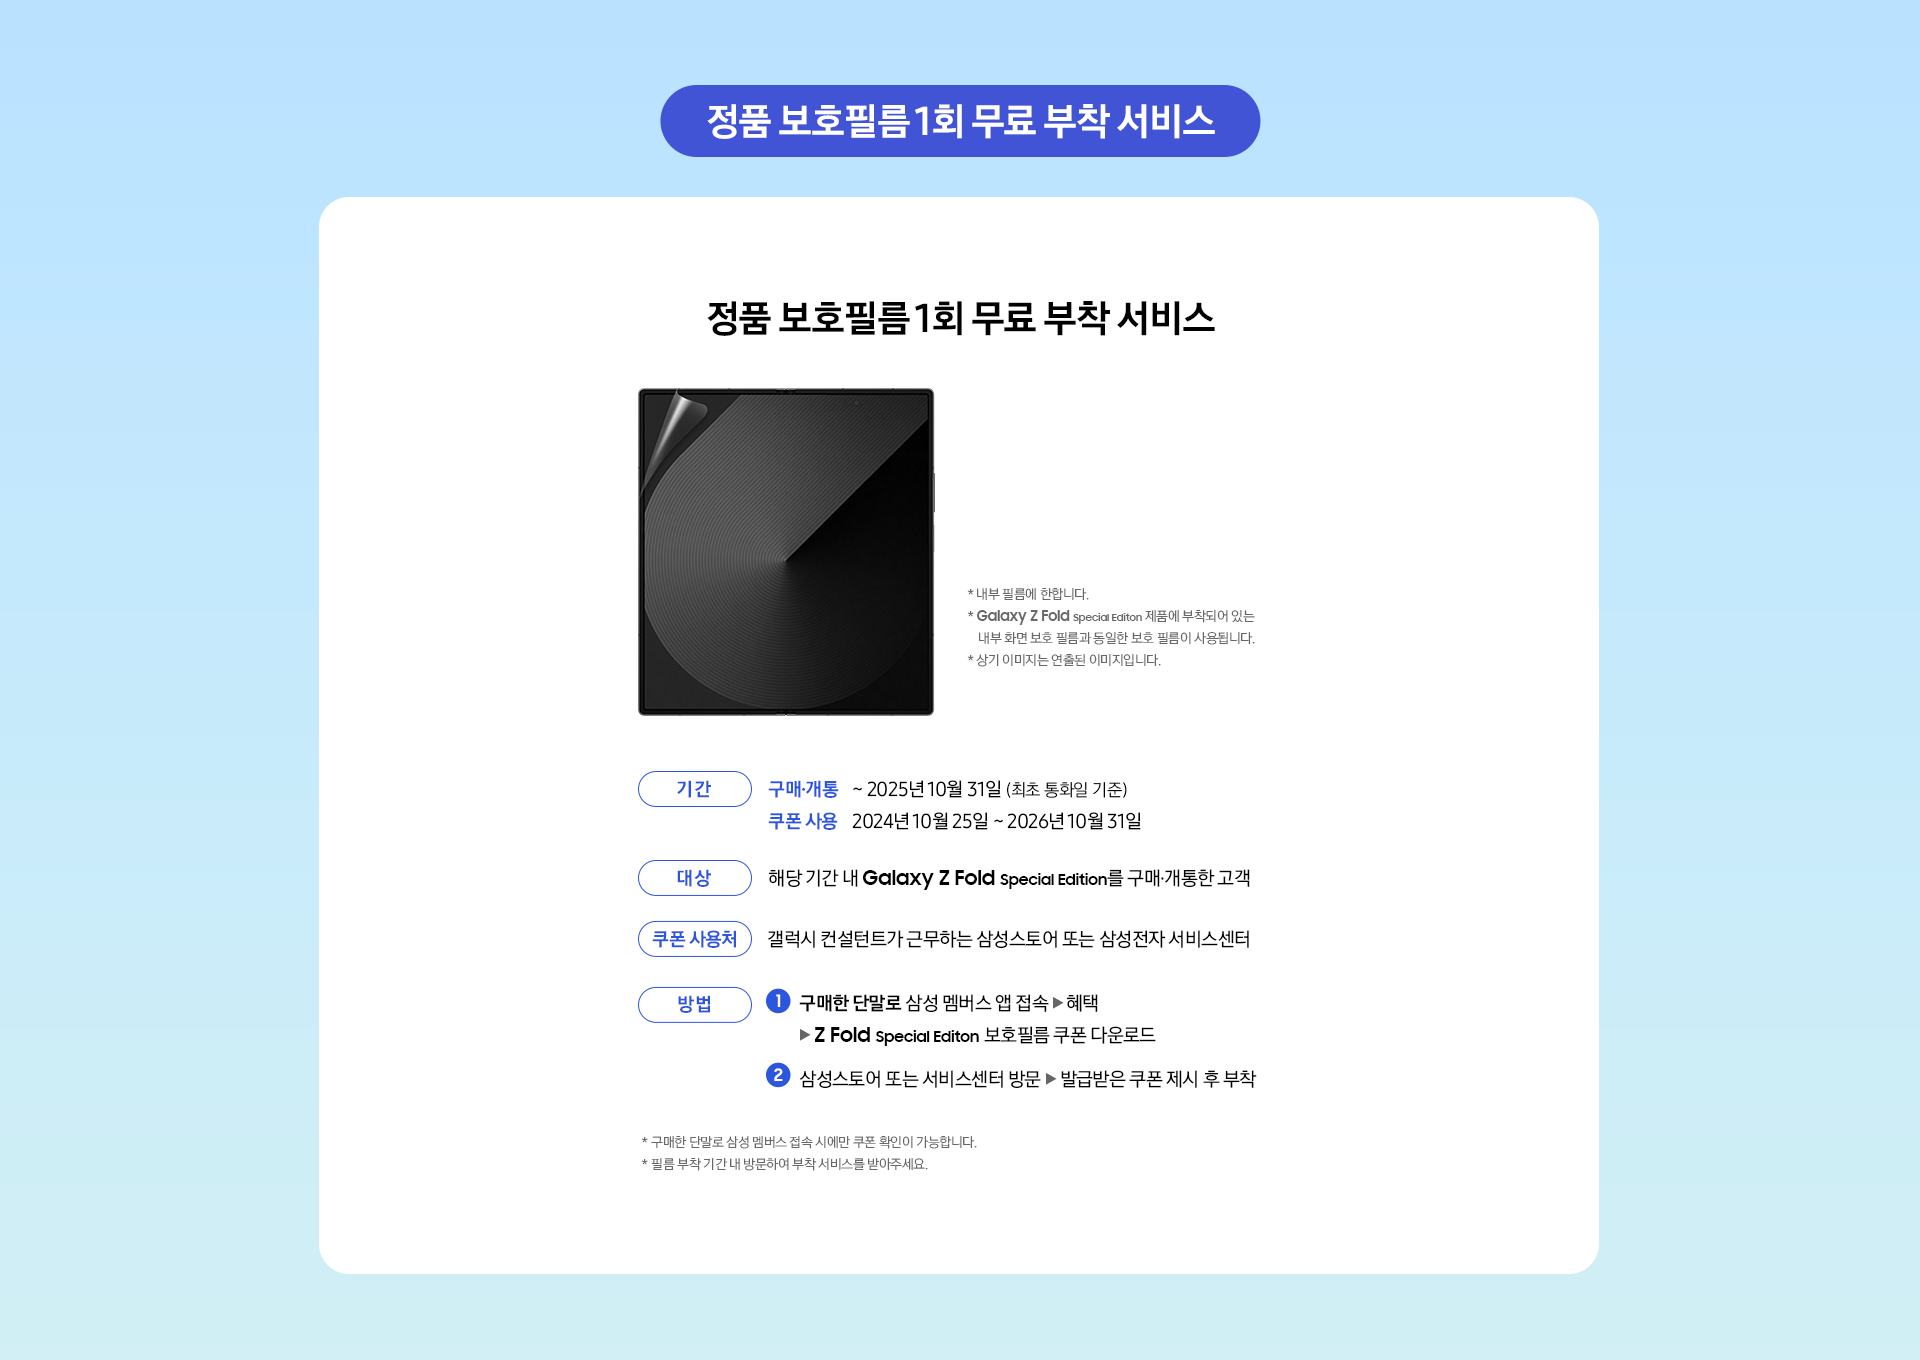 정품 보호필름 1회 무료 부착 서비스
정품 보호필름 1회 무료 부착 서비스
* 내부 필름에 한합니다.
* Galaxy Z Fold Special Editon 제품에 부착되어 있는
내부 화면 보호 필름과 동일한 보호 필름이 사용됩니다.
* 상기 이미지는 연출된 이미지입니다.
기간 구매·개통 ~ 2025년 10월 31일 (최초 통화일 기준)
쿠폰 사용 2024년 10월 25일 ~ 2026년 10월 31일
대상 해당 기간 내 Galaxy Z Fold Special Edition를 구매·개통한 고객
쿠폰 사용처 갤럭시 컨설턴트가 근무하는 삼성스토어 또는 삼성전자 서비스센터
방법 1 구매한 단말로 삼성 멤버스 앱 접속 ▶ 혜택
▶ Z Fold Special Editon 보호필름 쿠폰 다운로드
2 삼성스토어 또는 서비스센터 방문 ▶ 발급받은 쿠폰 제시 후 부착
* 구매한 단말로 삼성 멤버스 접속 시에만 쿠폰 확인이 가능합니다.
* 필름 부착 기간 내 방문하여 부착 서비스를 받아주세요.